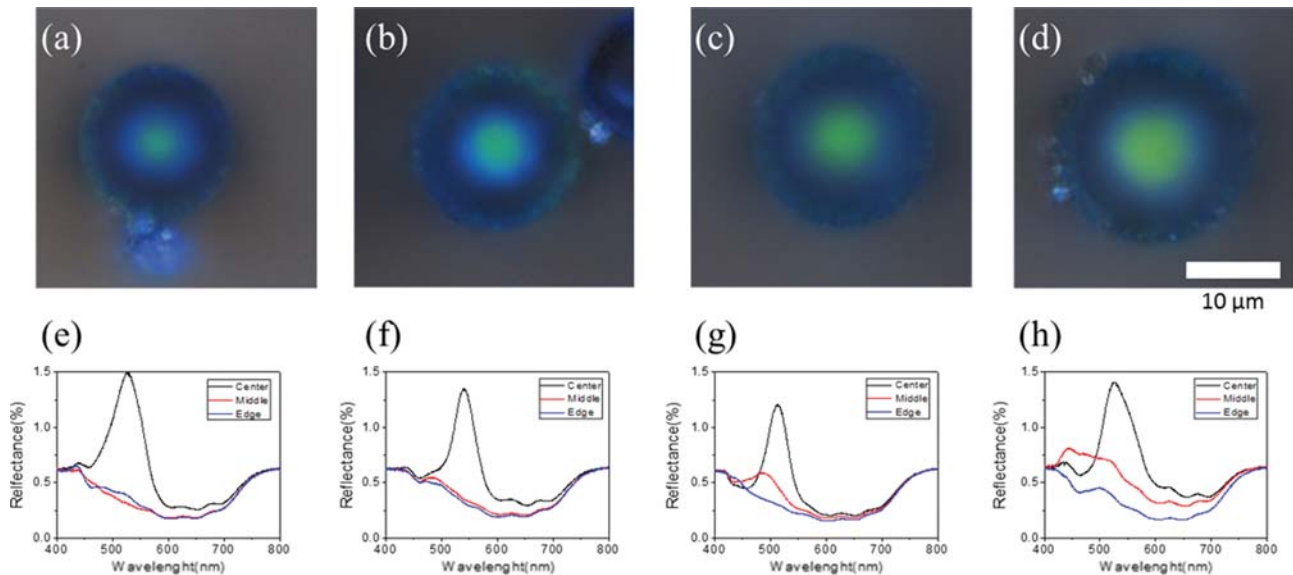 (a) (b) (c) (d)
10 µm
(e) (f) (g) (h)
Relfectance(%)
1.5
1.0
0.5
0.0
Center
Middle
Edge
400 500 600 700 800
Wavelenght(nm)
Reflectance(%)
1.5
1.0
0.5
0.0
Center
Middle
Edge
400 500 600 700 800
Wavelenght(nm)
Reflectance(%)
1.5
1.0
0.5
0.0
Center
Middle
Edge
400 500 600 700 800
Wavelenght(nm)
Reflectance(%)
1.5
1.0
0.5
0.0
Center
Middle
Edge
400 500 600 700 800
Wavelenght(nm)